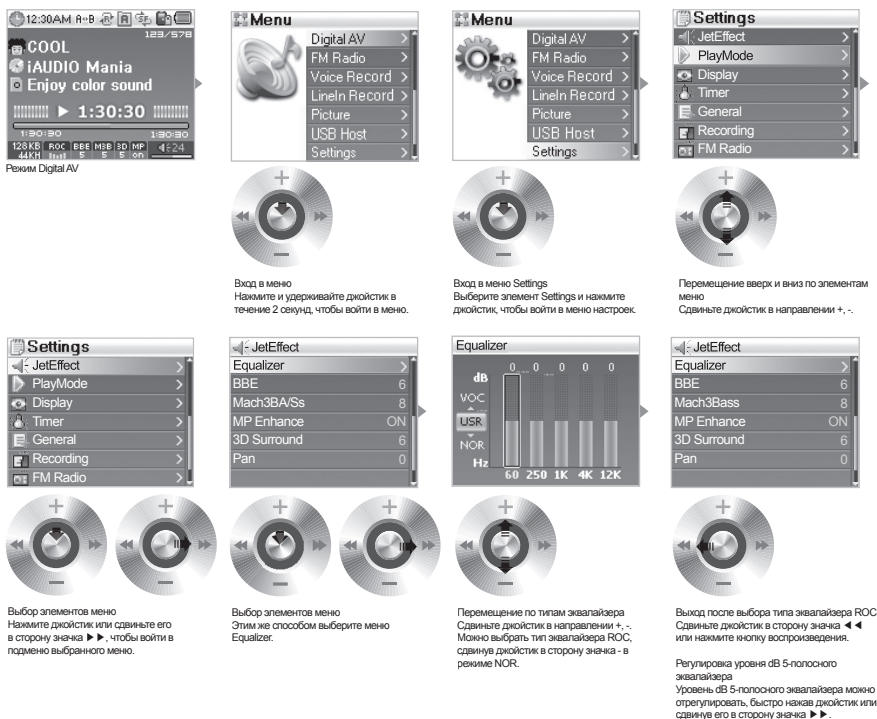 12:30AM A↔B
123/578
COOL
iAUDIO Mania
Enjoy color sound
▶ 1:30:30
1:30:30 1:30:30
128KB ROC BBE M3B 3D MP 24
44KH 5 5 5 on
Режим Digital AV
Menu
Digital AV >
FM Radio >
Voice Record >
LineIn Record >
Picture >
USB Host >
Settings >
Вход в меню
Нажмите и удерживайте джойстик в
течение 2 секунд, чтобы войти в меню.
Menu
Digital AV >
FM Radio >
Voice Record >
LineIn Record >
Picture >
USB Host >
Settings >
Вход в меню Settings
Выберите элемент Settings и нажмите
джойстик, чтобы войти в меню настроек.
Settings
JetEffect >
PlayMode >
Display >
Timer >
General >
Recording >
FM Radio >
Перемещение вверх и вниз по элементам
меню
Сдвиньте джойстик в направлении +, -.
Settings
JetEffect >
PlayMode >
Display >
Timer >
General >
Recording >
FM Radio >
Выбор элементов меню
Нажмите джойстик или сдвиньте его
в сторону значка ▶▶, чтобы войти в
подменю выбранного меню.
JetEffect
Equalizer >
BBE 6
Mach3BA/Ss 8
MP Enhance ON
3D Surround 6
Pan 0
Выбор элементов меню
Этим же способом выберите меню
Equalizer.
Equalizer
0 0 0 0 0
dB
VOC
USR
NOR
Hz
60 250 1K 4K 12K
Перемещение по типам эквалайзера
Сдвиньте джойстик в направлении +, -.
Можно выбрать тип эквалайзера ROC,
сдвинув джойстик в сторону значка - в
режиме NOR.
JetEffect
Equalizer >
BBE 6
Mach3Bass 8
MP Enhance ON
3D Surround 6
Pan 0
Выход после выбора типа эквалайзера ROC
Сдвиньте джойстик в сторону значка ◀◀
или нажмите кнопку воспроизведения.
Регулировка уровня dB 5-полосного
эквалайзера
Уровень dB 5-полосного эквалайзера можно
отрегулировать, быстро нажав джойстик или
сдвинув его в сторону значка ▶▶.